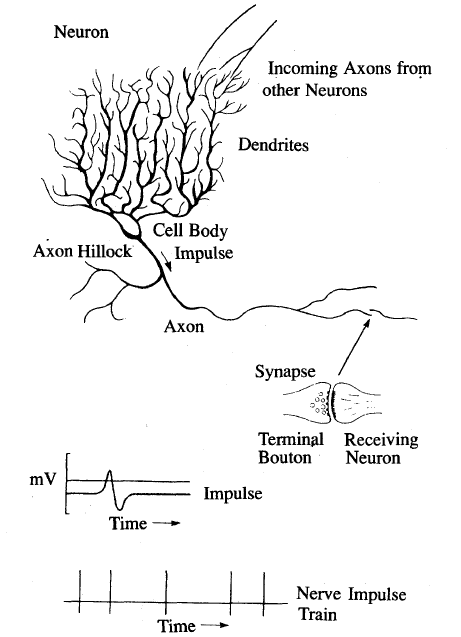 Neuron
Incoming Axons from
other Neurons
Dendrites
Cell Body
Axon Hillock
Impulse
Axon
Synapse
Terminal
Bouton
Receiving
Neuron
mV
Impulse
Time
Nerve Impulse
Train
Time